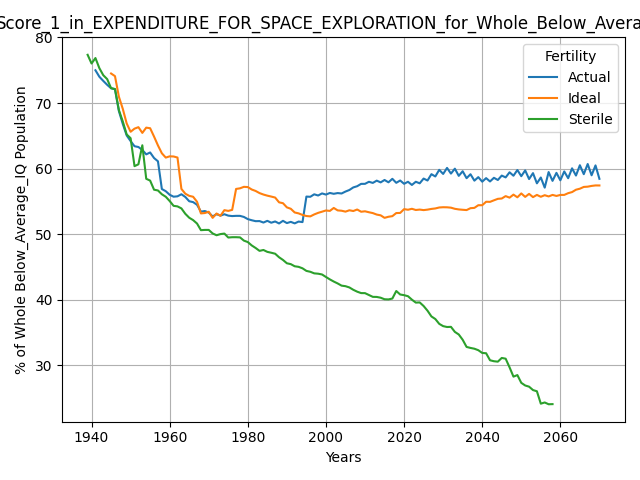 Score_1_in_EXPENDITURE_FOR_SPACE_EXPLORATION_for_Whole_Below_Avera
% of Whole Below_Average_IQ Population
80
70
60
50
40
30
Fertility
Actual
Ideal
Sterile
1940
1960
1980
2000
2020
2040
2060
Years